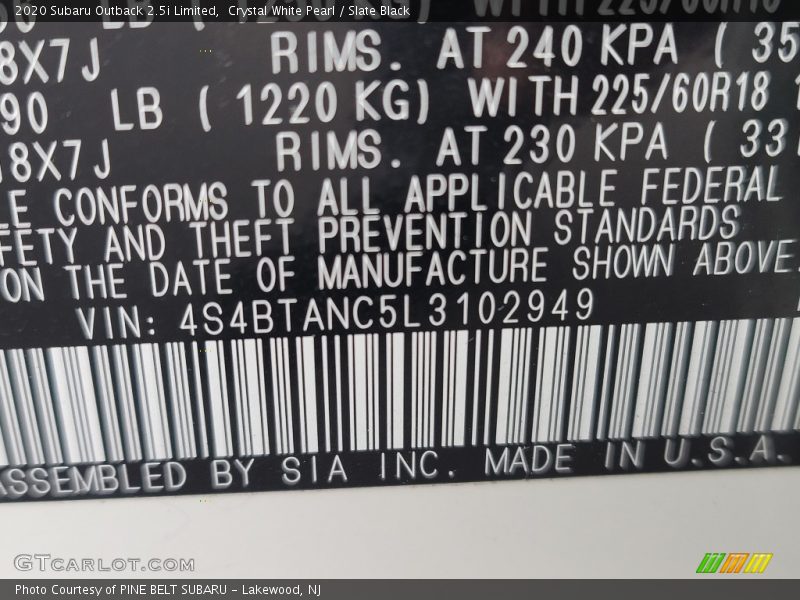 2020 Subaru Outback 2.5i Limited, Crystal White Pearl / Slate Black
8X7J RIMS. AT 240 KPA ( 35
90 LB ( 1220 KG) WITH 225/60R18
8X7J RIMS. AT 230 KPA ( 33
E CONFORMS TO ALL APPLICABLE FEDERAL
FETY AND THEFT PREVENTION STANDARDS
ON THE DATE OF MANUFACTURE SHOWN ABOVE.
VIN: 4S4BTANC5L3102949
ASSEMBLED BY SIA INC. MADE IN U.S.A.
GTCARLOT.COM
Photo Courtesy of PINE BELT SUBARU – Lakewood, NJ